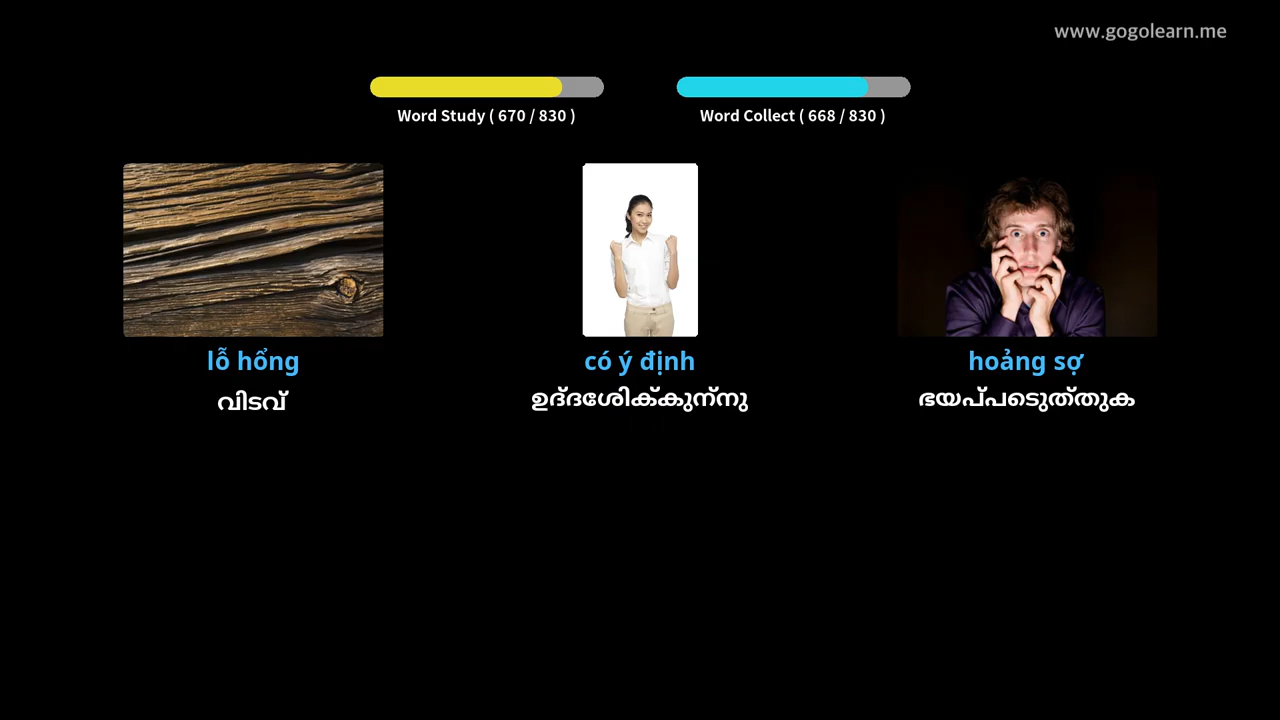 www.gogolearn.me
Word Study ( 670 / 830 )
Word Collect ( 668 / 830 )
lỗ hổng
có ý định
hoảng sợ
വിടവ്
ഉദ്ദേശിക്കുന്നു
ഭയപ്പെടുത്തുക